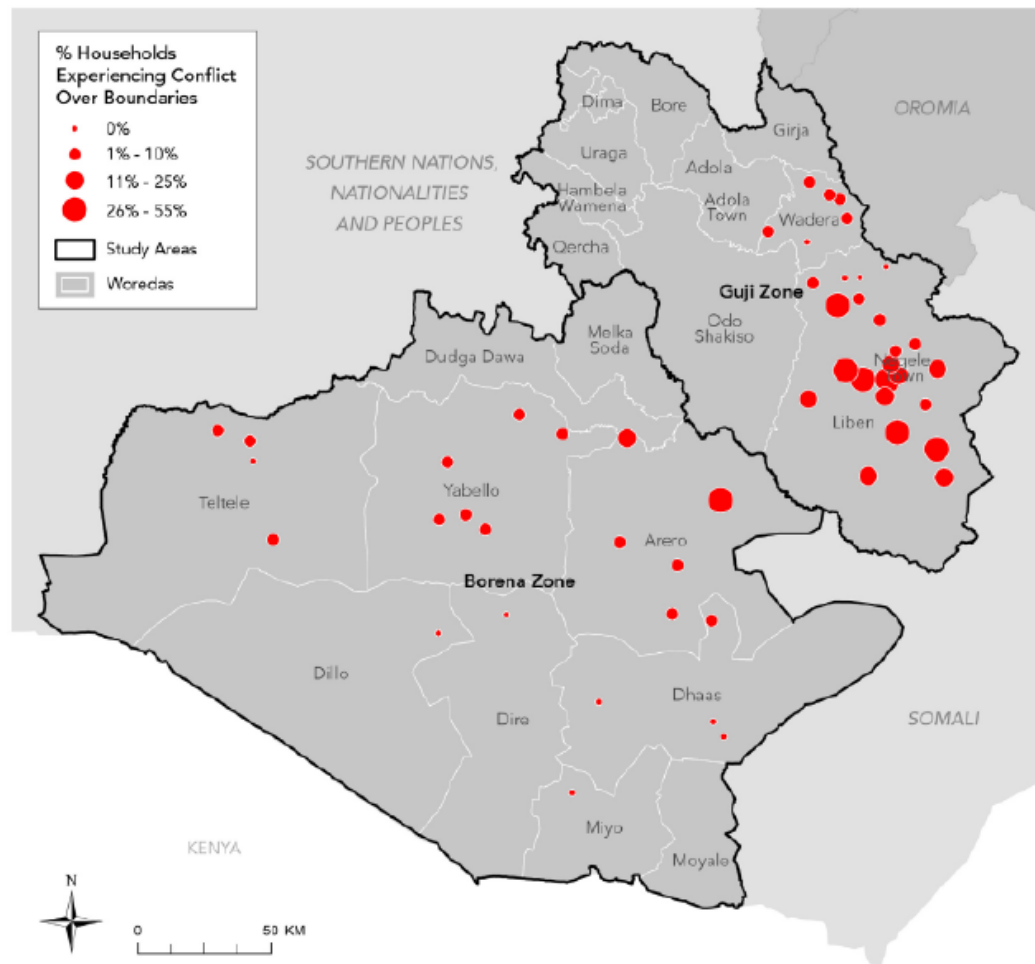 % Households
Experiencing Conflict
Over Boundaries
0%
1% - 10%
11% - 25%
26% - 55%
Study Areas
Woredas
OROMIA
SOUTHERN NATIONS,
NATIONALITIES
AND PEOPLES
Dima
Bore
Girja
Uraga
Adola
Hambela
Wamena
Adola
Town
Wadera
Qercha
Guji Zone
Odo
Shakiso
Melka
Soda
Dudga Dawa
Negele
Town
Liben
Teltele
Yabello
Arero
Borena Zone
Dillo
Dire
Dhaas
SOMALI
Miyo
Moyale
KENYA
N
0
50 KM